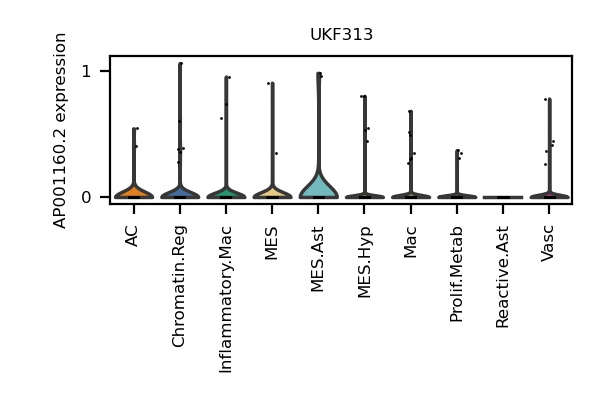 UKF313
AP001160.2 expression
1
0
AC
Chromatin.Reg
Inflammatory.Mac
MES
MES.Ast
MES.Hyp
Mac
Prolif.Metab
Reactive.Ast
Vasc